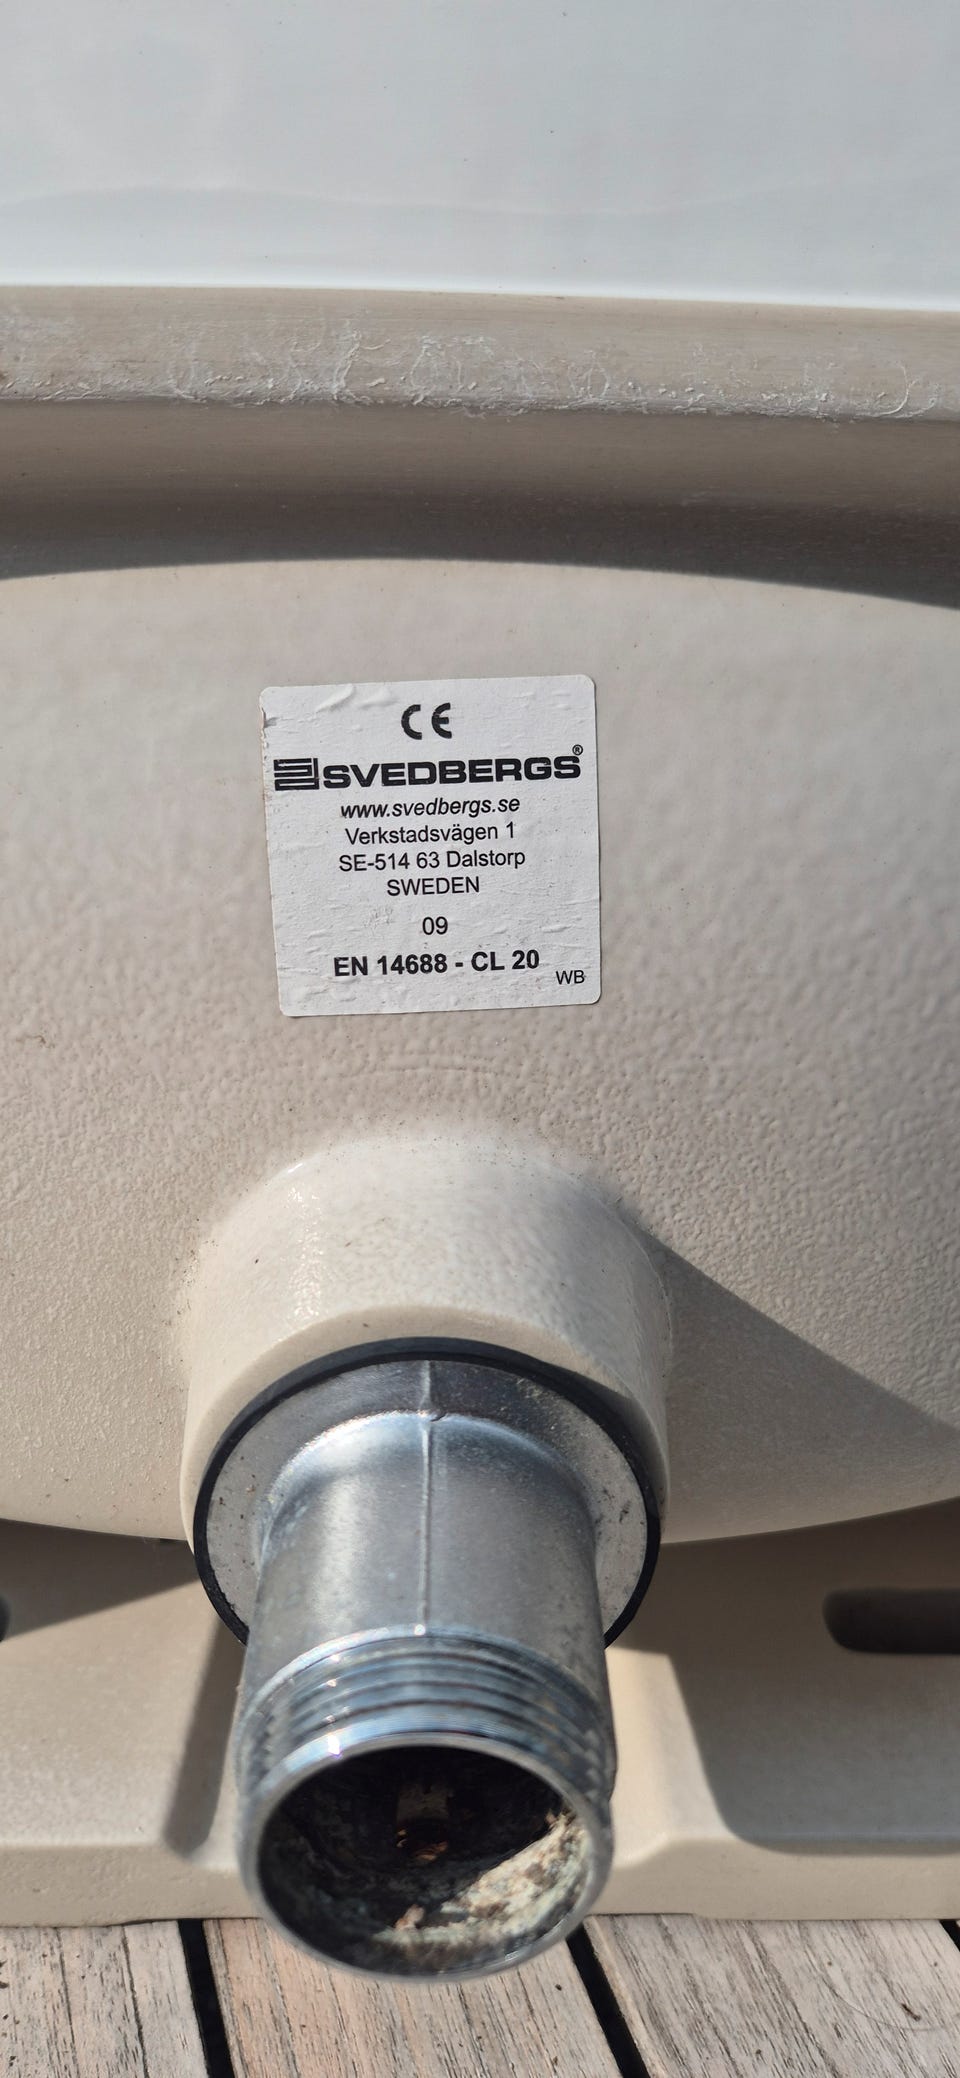 CE
SVEDBERGS®
www.svedbergs.se
Verkstadsvägen 1
SE-514 63 Dalstorp
SWEDEN
09
EN 14688 - CL 20
WB